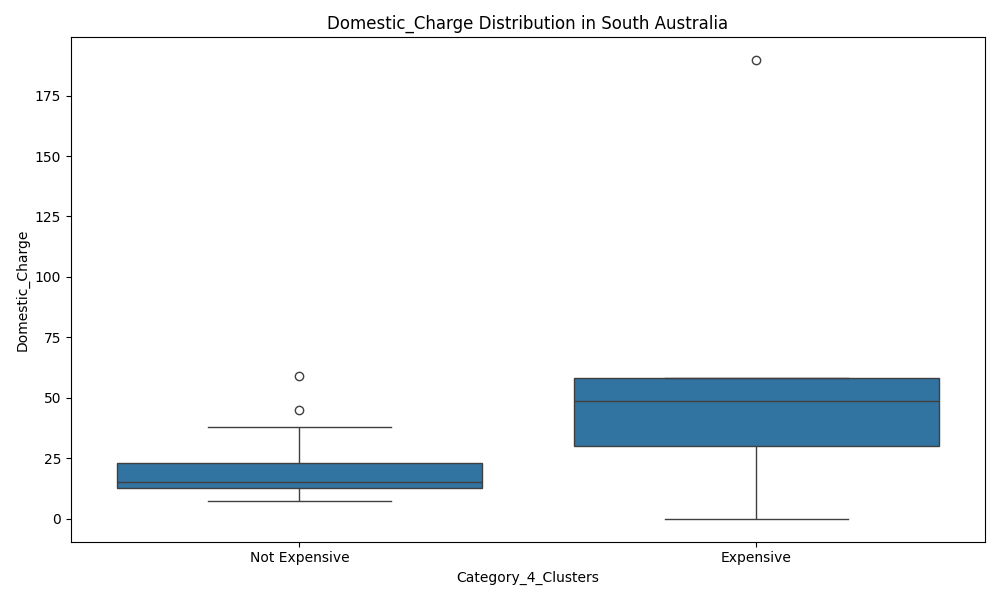 Domestic_Charge Distribution in South Australia
175
150
125
100
75
50
25
0
Domestic_Charge
Not Expensive
Expensive
Category_4_Clusters